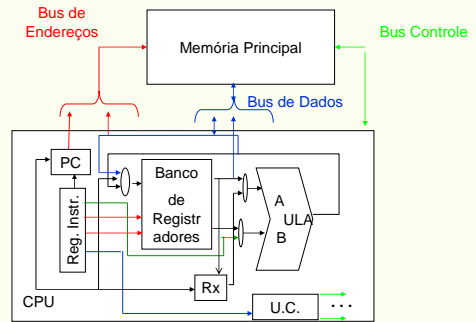 Bus de
Endereços
Memória Principal
Bus Controle
Bus de Dados
PC
Reg. Instr.
Banco
de
Registr
adores
A
ULA
B
Rx
CPU
U.C.
...